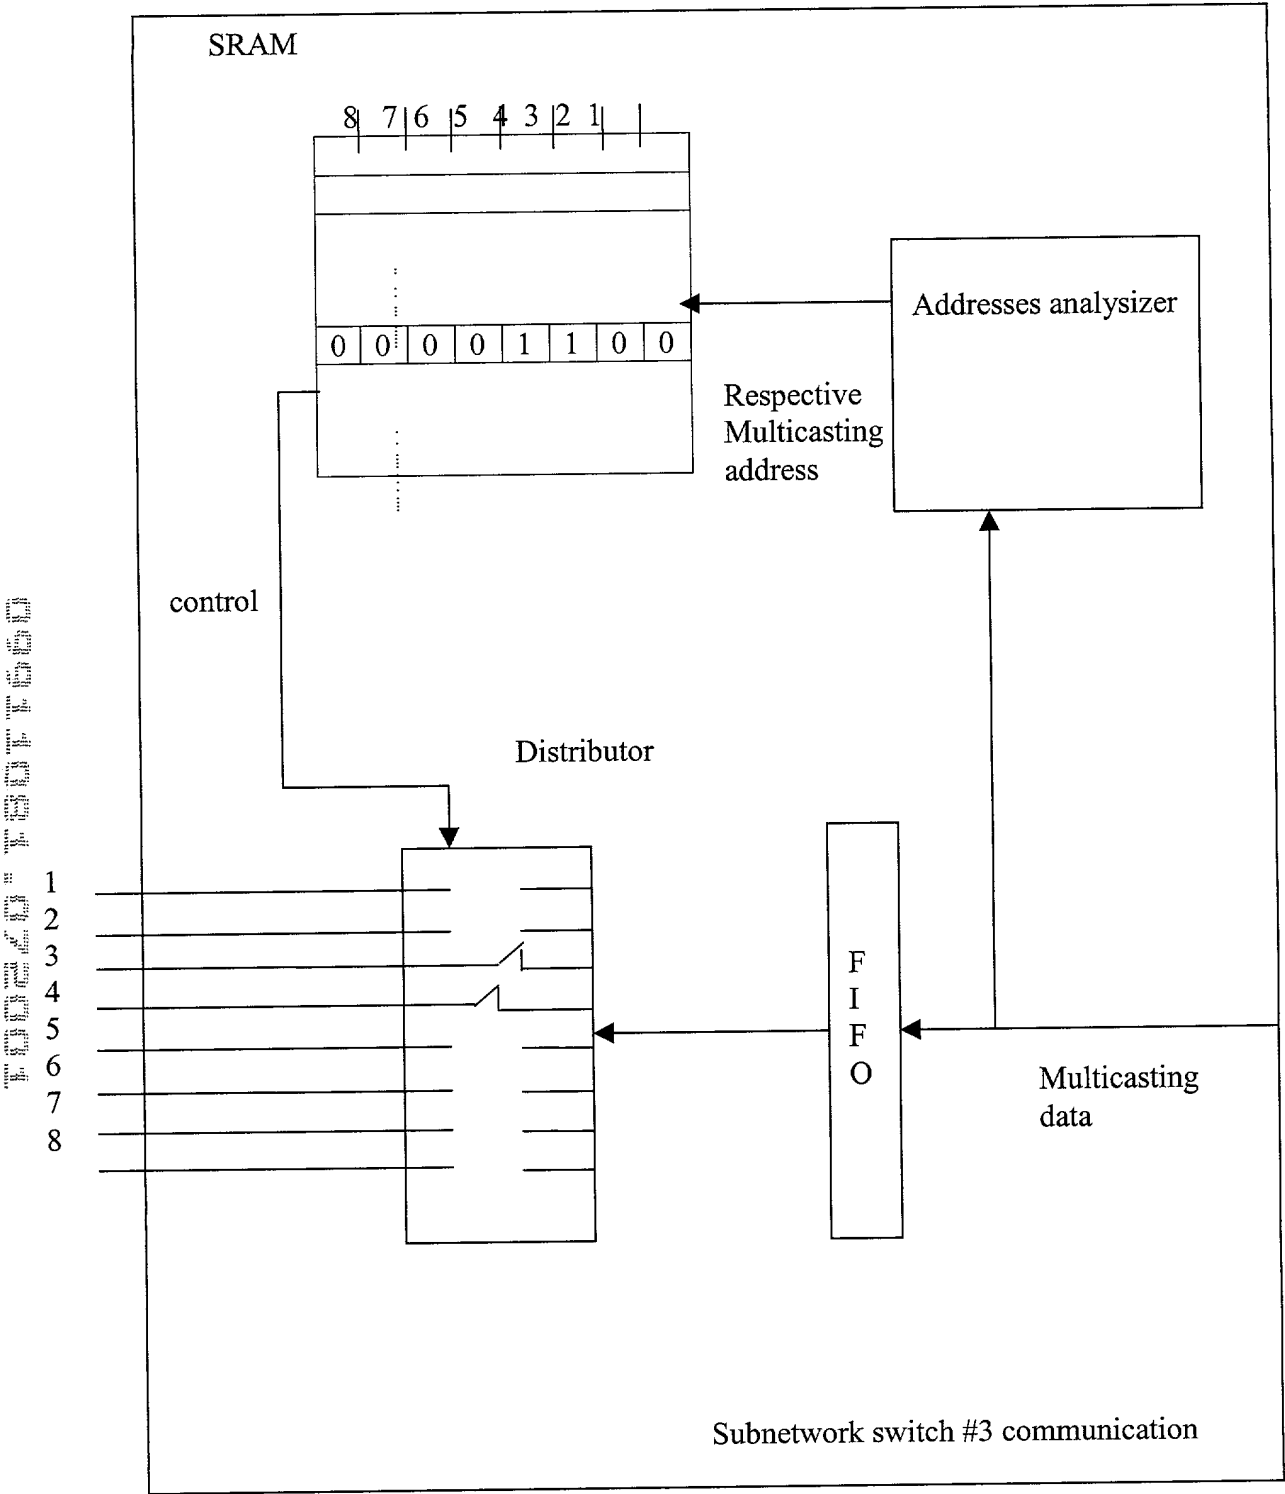 SRAM
8 7 6 5 4 3 2 1
Addresses analysizer
0 0 0 0 1 1 0 0
Respective
Multicasting
address
control
Distributor
1
2
3
4
5
6
7
8
F
I
F
O
Multicasting
data
Subnetwork switch #3 communication